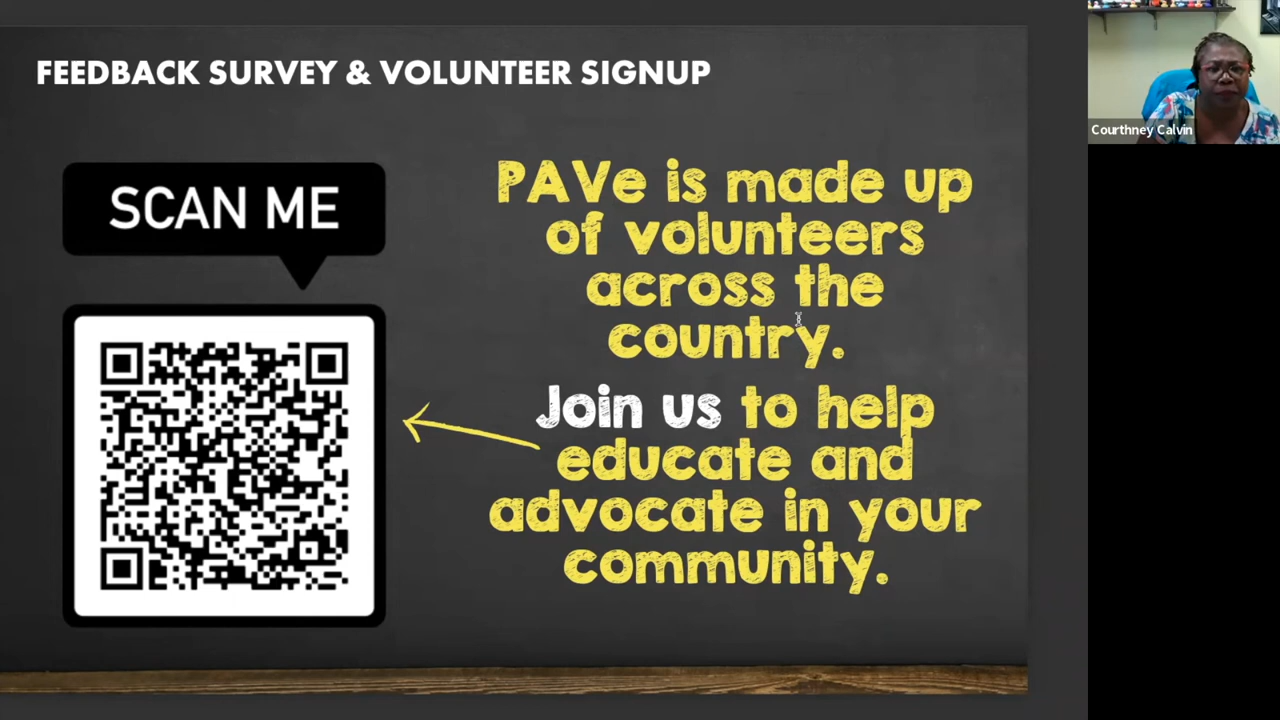 FEEDBACK SURVEY & VOLUNTEER SIGNUP
SCAN ME
PAVe is made up
of volunteers
across the
country.
Join us to help
educate and
advocate in your
community.
Courthney Calvin